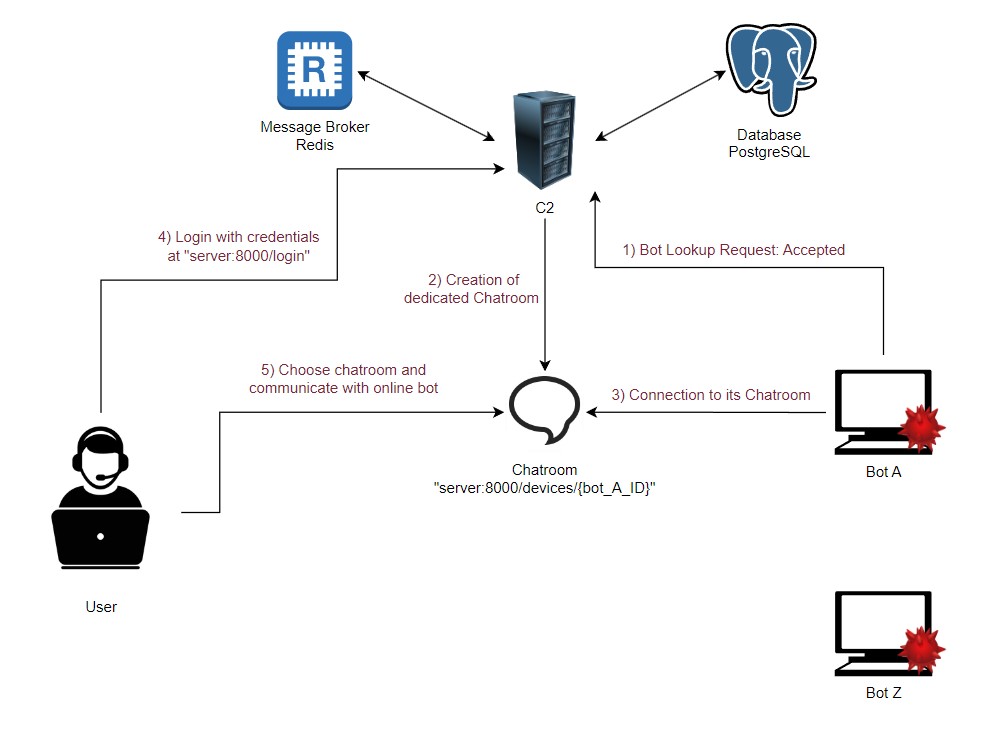 R
Message Broker
Redis
Database
PostgreSQL
C2
4) Login with credentials
at "server:8000/login"
1) Bot Lookup Request: Accepted
2) Creation of
dedicated Chatroom
5) Choose chatroom and
communicate with online bot
3) Connection to its Chatroom
Chatroom
"server:8000/devices/{bot_A_ID}"
Bot A
User
Bot Z